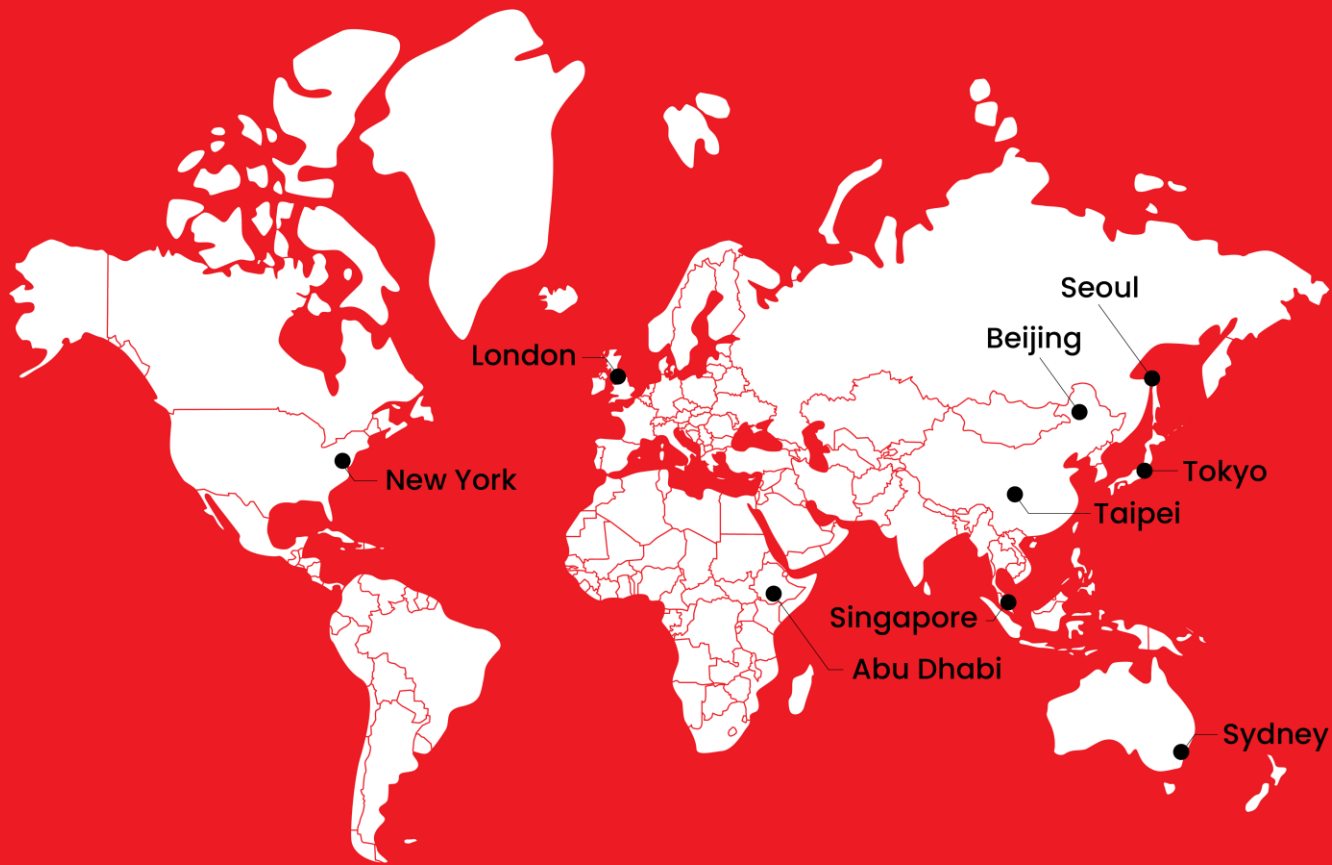 Seoul
Beijing
London
Tokyo
New York
Taipei
Singapore
Abu Dhabi
Sydney